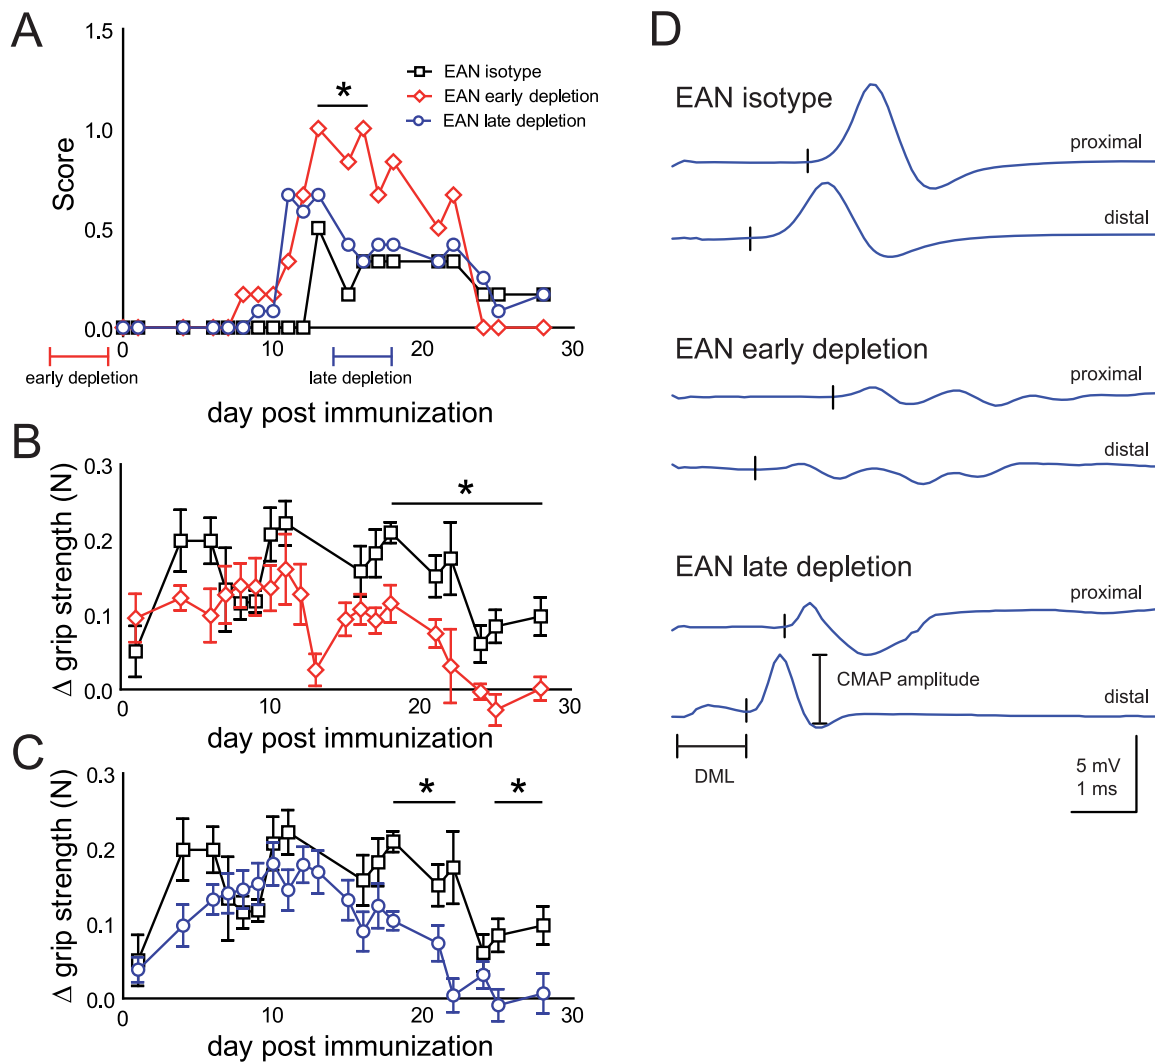 A
1.5
1.0
0.5
0.0
Score
*
EAN isotype
EAN early depletion
EAN late depletion
0
10
20
30
early depletion
late depletion
day post immunization
B
0.3
0.2
0.1
0.0
Δ grip strength (N)
*
0
10
20
30
day post immunization
C
0.3
0.2
0.1
0.0
Δ grip strength (N)
*
*
0
10
20
30
day post immunization
D
EAN isotype
proximal
distal
EAN early depletion
proximal
distal
EAN late depletion
proximal
CMAP amplitude
distal
DML
5 mV
1 ms